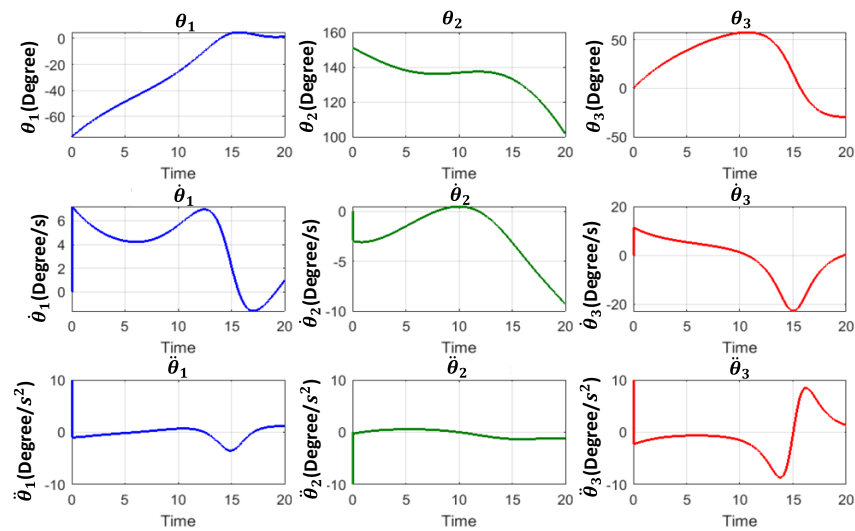 θ₁ θ₂ θ₃
θ₁(Degree) 0 -20 -40 -60
0 5 10 15 20
Time
θ₂(Degree) 160 140 120 100
0 5 10 15 20
Time
θ₃(Degree) 50 0 -50
0 5 10 15 20
Time
θ̇₁ θ̇₂ θ̇₃
θ̇₁(Degree/s) 6 4 2 0
0 5 10 15 20
Time
θ̇₂(Degree/s) 0 -5 -10
0 5 10 15 20
Time
θ̇₃(Degree/s) 20 0 -20
0 5 10 15 20
Time
θ̈₁ θ̈₂ θ̈₃
θ̈₁(Degree/s²) 10 0 -10
0 5 10 15 20
Time
θ̈₂(Degree/s²) 10 0 -10
0 5 10 15 20
Time
θ̈₃(Degree/s²) 10 0 -10
0 5 10 15 20
Time